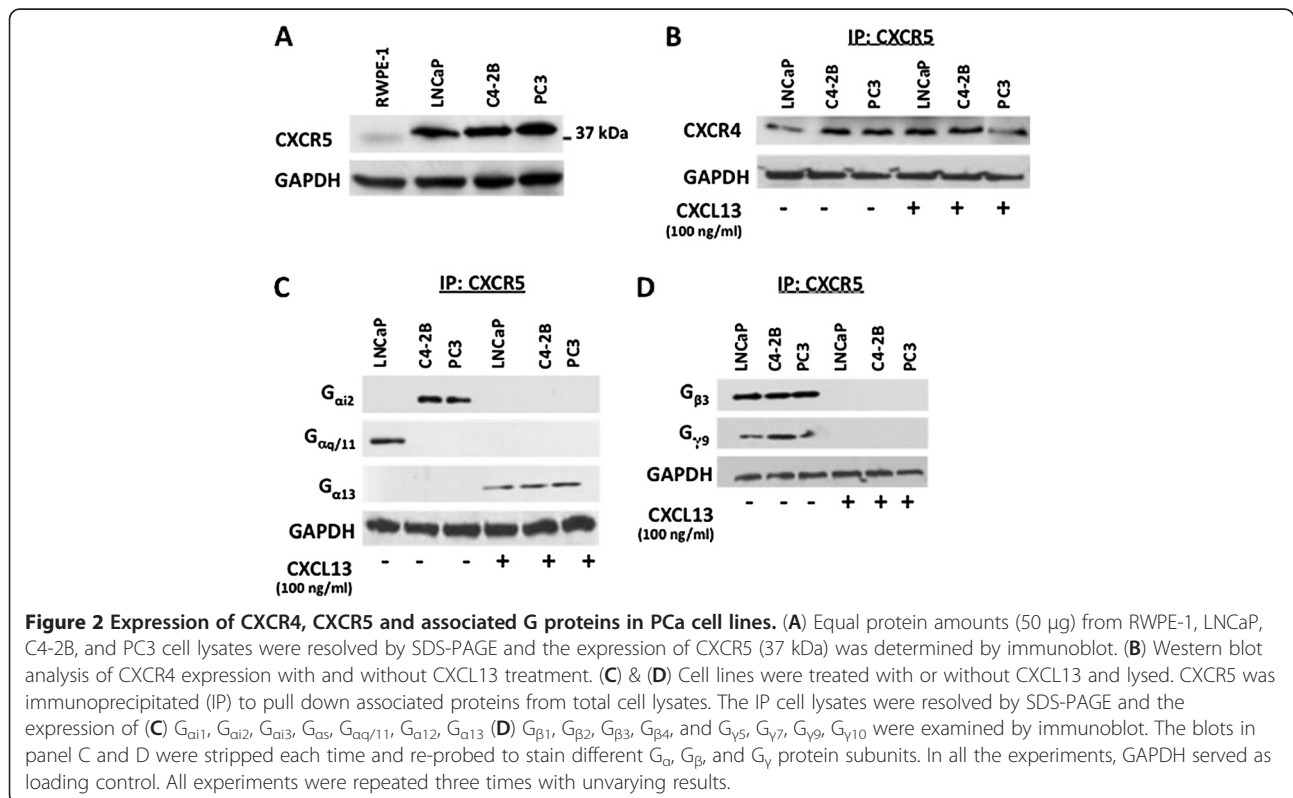 A
RWPE-1 LNCaP C4-2B PC3
CXCR5 37 kDa
GAPDH
B
IP: CXCR5
LNCaP C4-2B PC3 LNCaP C4-2B PC3
CXCR4
GAPDH
CXCL13 - - - + + +
(100 ng/ml)
C
IP: CXCR5
LNCaP C4-2B PC3 LNCaP C4-2B PC3
Gαi2
Gαq/11
Gα13
GAPDH
CXCL13 - - - + + +
(100 ng/ml)
D
IP: CXCR5
LNCaP C4-2B PC3 LNCaP C4-2B PC3
Gβ3
Gγ9
GAPDH
CXCL13 - - - + + +
(100 ng/ml)
Figure 2 Expression of CXCR4, CXCR5 and associated G proteins in PCa cell lines. (A) Equal protein amounts (50 μg) from RWPE-1, LNCaP,
C4-2B, and PC3 cell lysates were resolved by SDS-PAGE and the expression of CXCR5 (37 kDa) was determined by immunoblot. (B) Western blot
analysis of CXCR4 expression with and without CXCL13 treatment. (C) & (D) Cell lines were treated with or without CXCL13 and lysed. CXCR5 was
immunoprecipitated (IP) to pull down associated proteins from total cell lysates. The IP cell lysates were resolved by SDS-PAGE and the
expression of (C) Gαi1, Gαi2, Gαi3, Gαs, Gαq/11, Gα12, Gα13 (D) Gβ1, Gβ2, Gβ3, Gβ4, and Gγ5, Gγ7, Gγ9, Gγ10 were examined by immunoblot. The blots in
panel C and D were stripped each time and re-probed to stain different Gα, Gβ, and Gγ protein subunits. In all the experiments, GAPDH served as
loading control. All experiments were repeated three times with unvarying results.